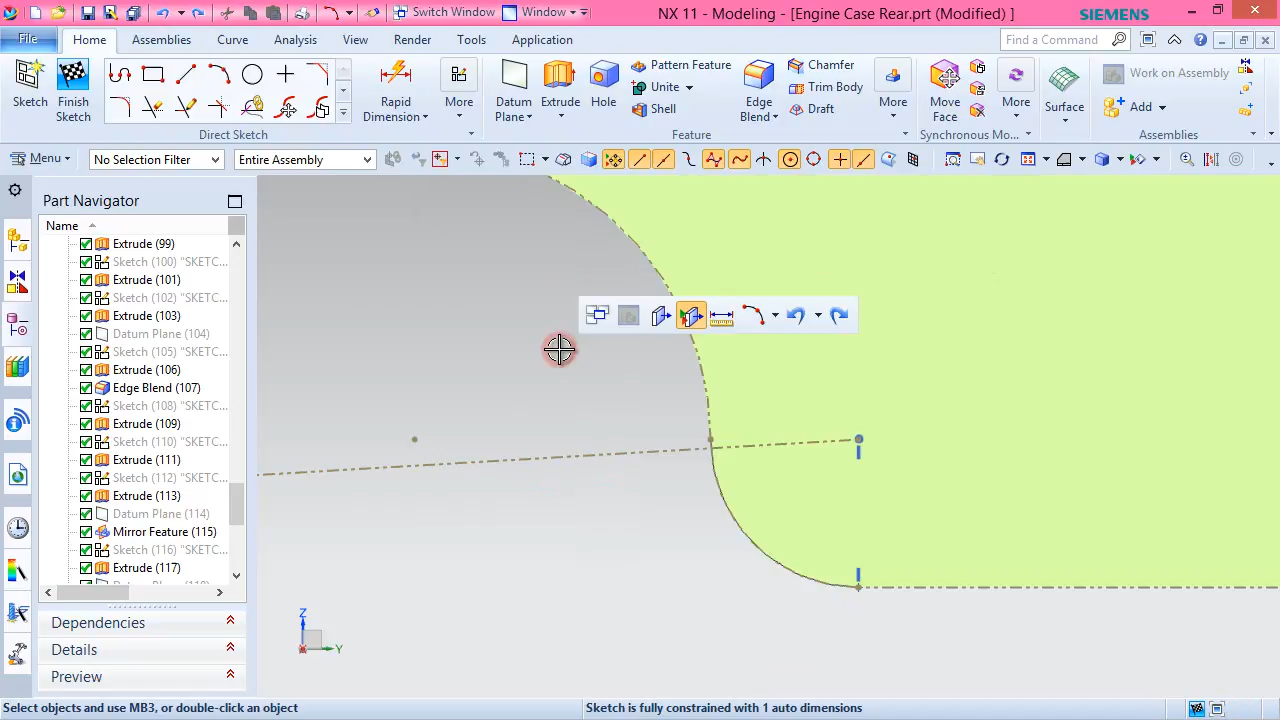 Switch Window Window NX 11 - Modeling - [Engine Case Rear.prt (Modified) ] SIEMENS
File Home Assemblies Curve Analysis View Render Tools Application Find a Command
Sketch Finish Sketch Rapid Dimension More Datum Plane Extrude Hole Pattern Feature Unite Shell Edge Blend Chamfer Trim Body Draft More Move Face More Surface Work on Assembly Add
Direct Sketch Feature Synchronous Mo... Assemblies
Menu No Selection Filter Entire Assembly
Part Navigator
Name
Extrude (99)
Sketch (100) "SKETC...
Extrude (101)
Sketch (102) "SKETC...
Extrude (103)
Datum Plane (104)
Sketch (105) "SKETC...
Extrude (106)
Edge Blend (107)
Sketch (108) "SKETC...
Extrude (109)
Sketch (110) "SKETC...
Extrude (111)
Sketch (112) "SKETC...
Extrude (113)
Datum Plane (114)
Mirror Feature (115)
Sketch (116) "SKETC...
Extrude (117)
Dependencies
Details
Preview
Z
Y
Select objects and use MB3, or double-click an object Sketch is fully constrained with 1 auto dimensions